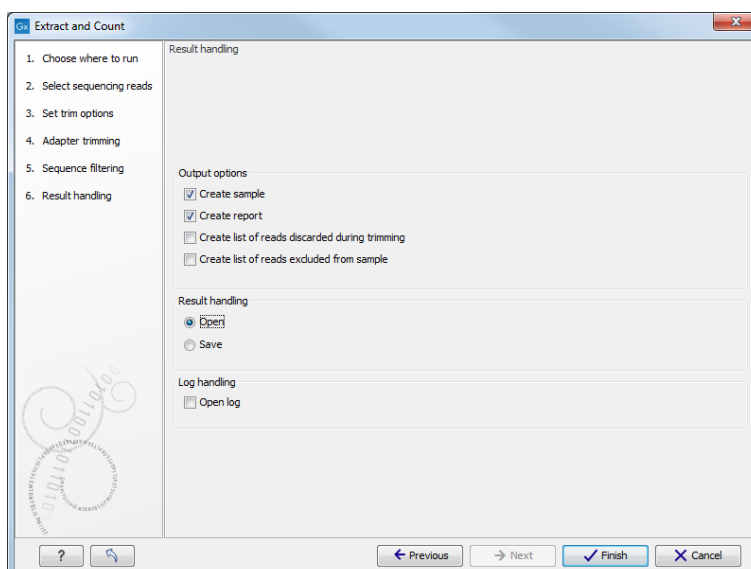 Gx Extract and Count
1. Choose where to run
2. Select sequencing reads
3. Set trim options
4. Adapter trimming
5. Sequence filtering
6. Result handling
Result handling
Output options
Create sample
Create report
Create list of reads discarded during trimming
Create list of reads excluded from sample
Result handling
Open
Save
Log handling
Open log
?
Previous
Next
Finish
Cancel